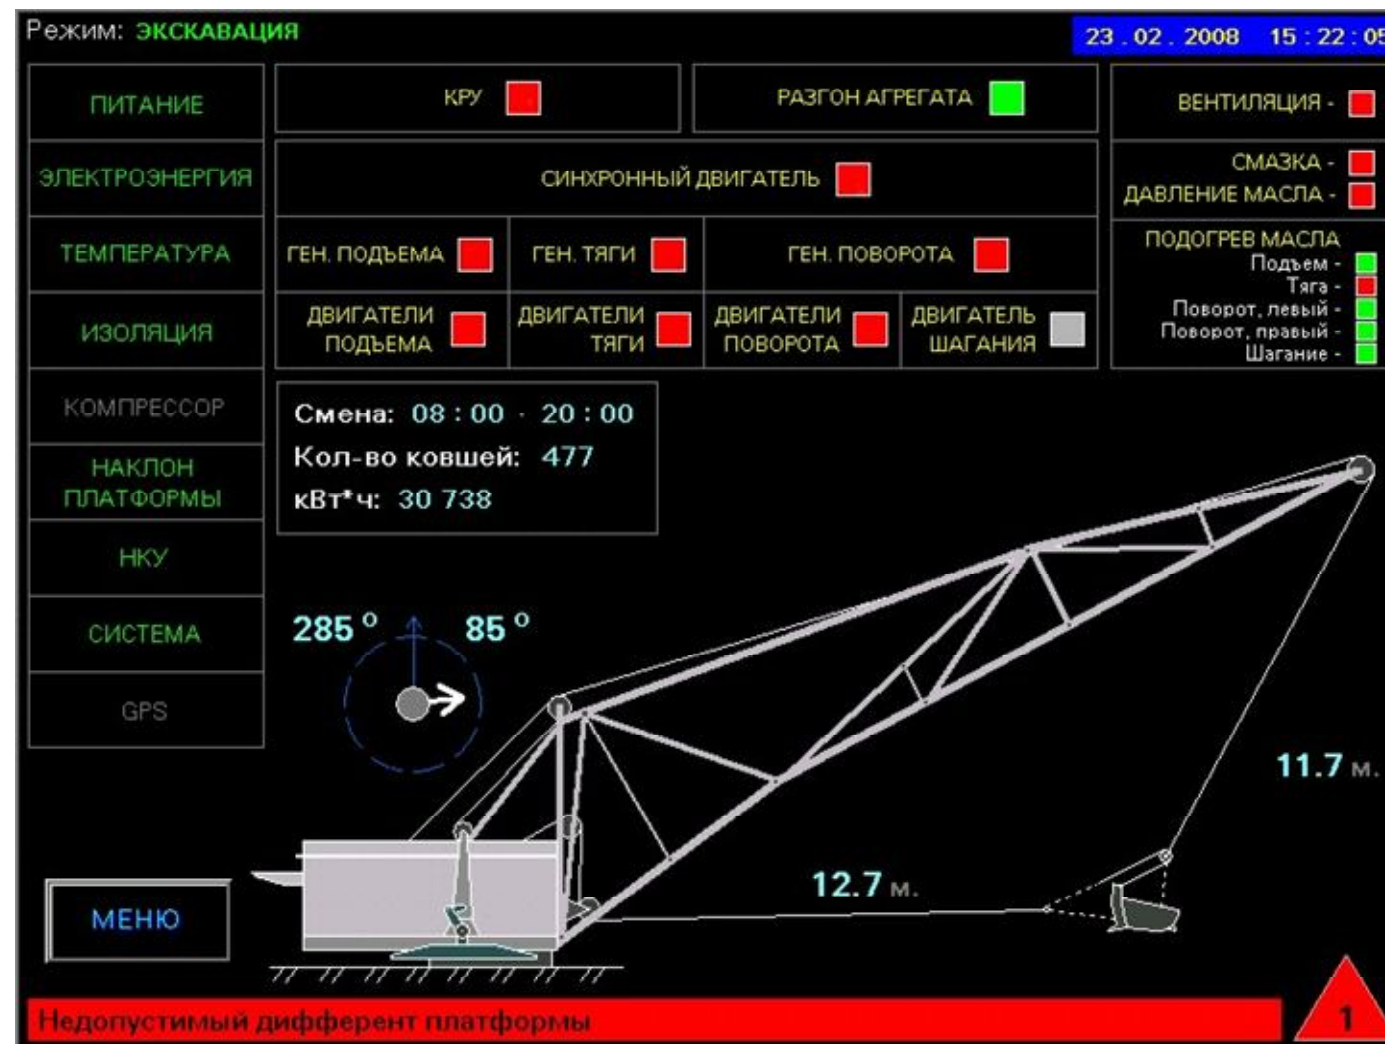 Режим: ЭКСКАВАЦИЯ
23 . 02 . 2008 15 : 22 : 05
ПИТАНИЕ
ЭЛЕКТРОЭНЕРГИЯ
ТЕМПЕРАТУРА
ИЗОЛЯЦИЯ
КОМПРЕССОР
НАКЛОН
ПЛАТФОРМЫ
НКУ
СИСТЕМА
GPS
МЕНЮ
КРУ
РАЗГОН АГРЕГАТА
СИНХРОННЫЙ ДВИГАТЕЛЬ
ГЕН. ПОДЪЕМА
ГЕН. ТЯГИ
ГЕН. ПОВОРОТА
ДВИГАТЕЛИ
ПОДЪЕМА
ДВИГАТЕЛИ
ТЯГИ
ДВИГАТЕЛИ
ПОВОРОТА
ДВИГАТЕЛЬ
ШАГАНИЯ
ВЕНТИЛЯЦИЯ -
СМАЗКА -
ДАВЛЕНИЕ МАСЛА -
ПОДОГРЕВ МАСЛА
Подъем -
Тяга -
Поворот, левый -
Поворот, правый -
Шагание -
Смена: 08 : 00 - 20 : 00
Кол-во ковшей: 477
кВт*ч: 30 738
285 °
85 °
11.7 м.
12.7 м.
Недопустимый дифферент платформы
1